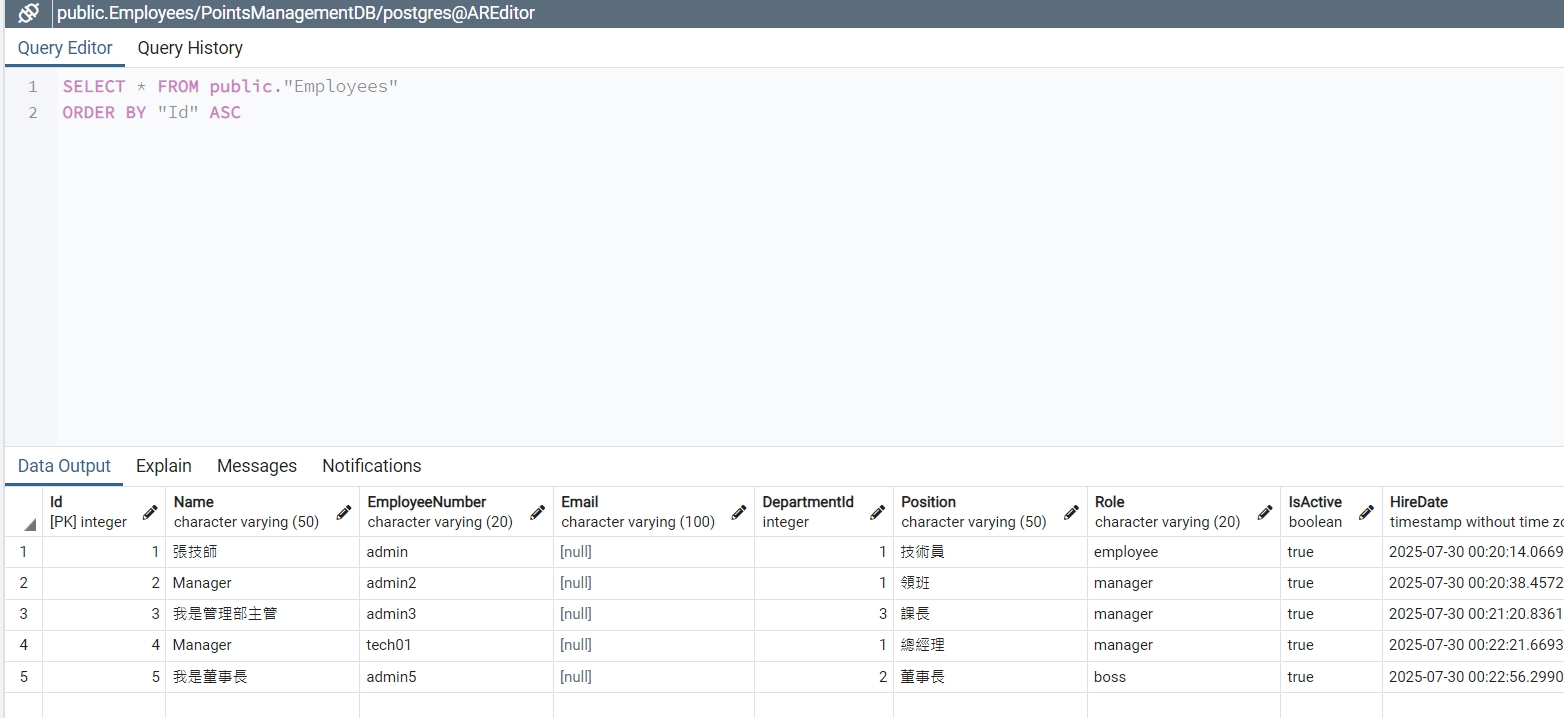 public.Employees/PointsManagementDB/postgres@AREditor
Query Editor Query History
1 SELECT * FROM public."Employees"
2 ORDER BY "Id" ASC
Data Output Explain Messages Notifications
Id Name EmployeeNumber Email DepartmentId Position Role IsActive HireDate
[PK] integer character varying (50) character varying (20) character varying (100) integer character varying (50) character varying (20) boolean timestamp without time zo
1 1 張技師 admin [null] 1 技術員 employee true 2025-07-30 00:20:14.0669
2 2 Manager admin2 [null] 1 領班 manager true 2025-07-30 00:20:38.4572
3 3 我是管理部主管 admin3 [null] 3 課長 manager true 2025-07-30 00:21:20.8361
4 4 Manager tech01 [null] 1 總經理 manager true 2025-07-30 00:22:21.6693
5 5 我是董事長 admin5 [null] 2 董事長 boss true 2025-07-30 00:22:56.2990